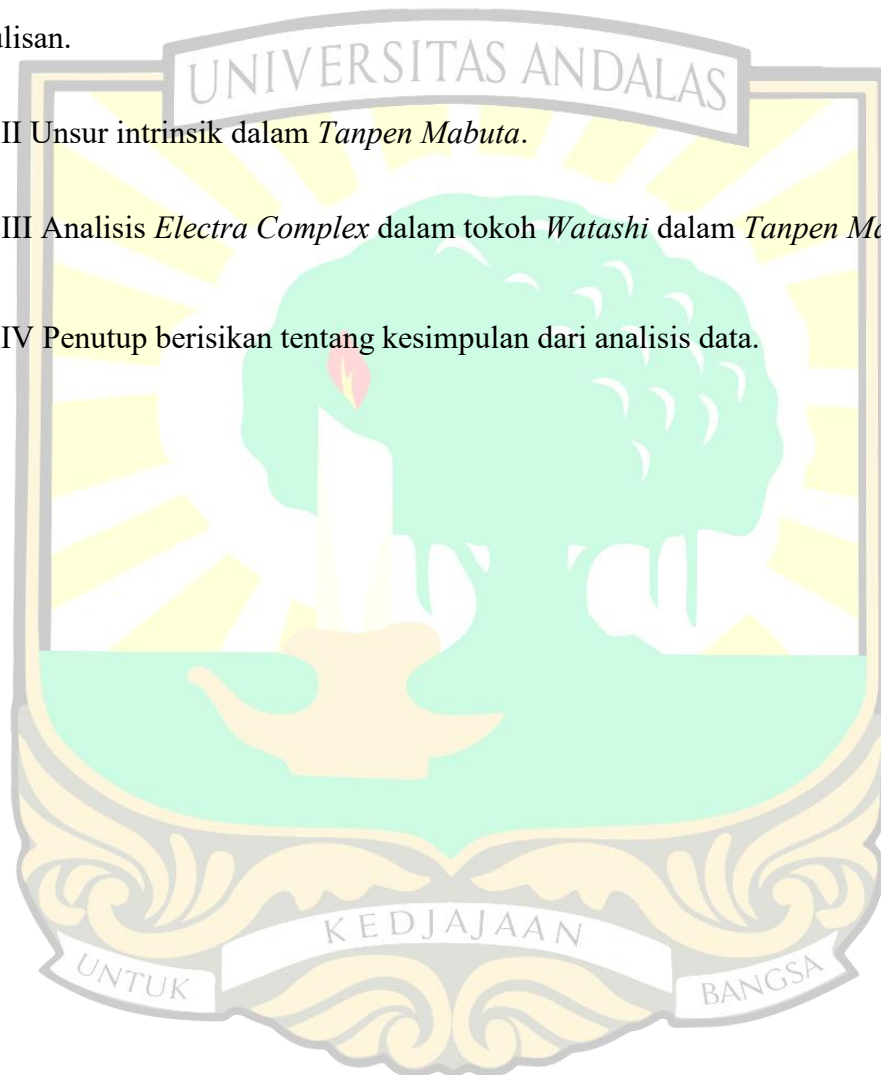 ulisan.
UNIVERSITAS ANDALAS
II Unsur intrinsik dalam Tanpen Mabuta.
III Analisis Electra Complex dalam tokoh Watashi dalam Tanpen Ma
IV Penutup berisikan tentang kesimpulan dari analisis data.
KEDJAJAAN
UNTUK
BANGSA